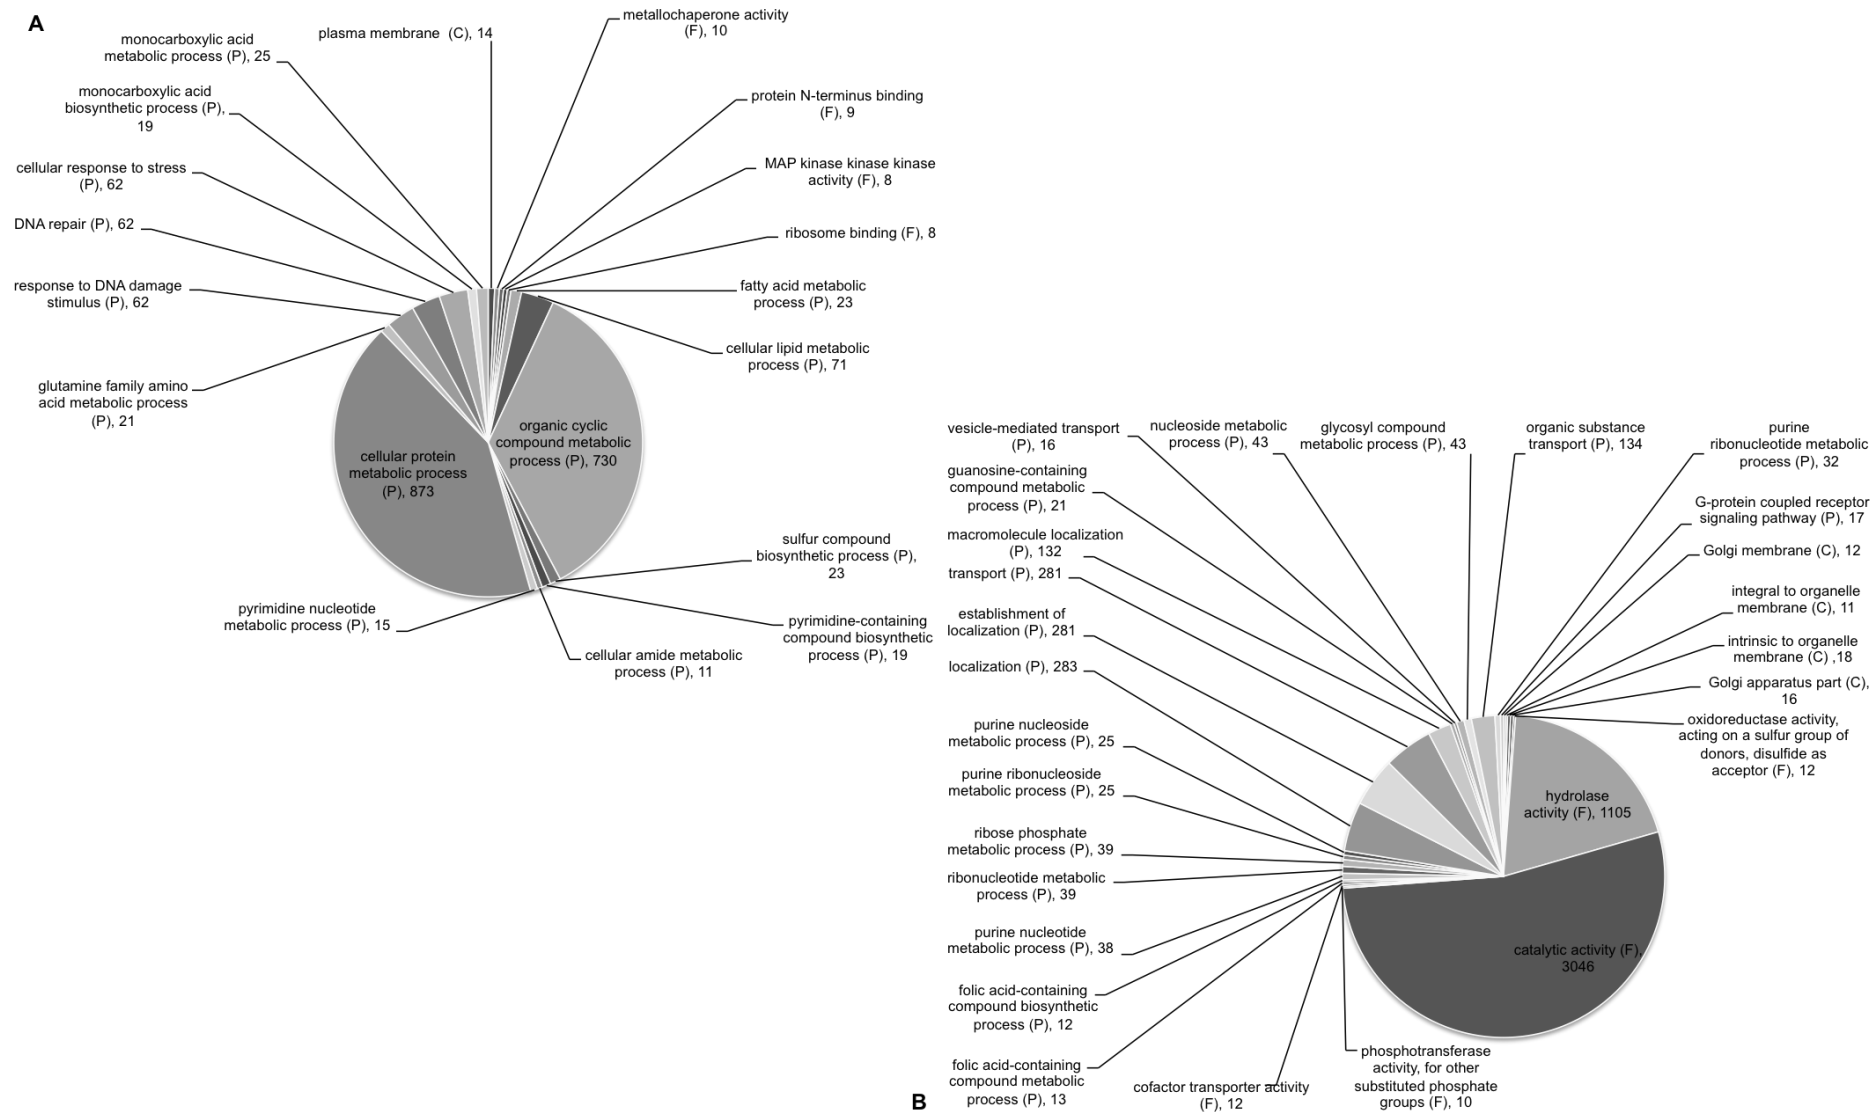 A
plasma membrane  (C), 14
metallochaperone activity
(F), 10
monocarboxylic acid
metabolic process (P), 25
monocarboxylic acid
biosynthetic process (P),
19
protein N-terminus binding
(F), 9
cellular response to stress
(P), 62
MAP kinase kinase kinase
activity (F), 8
DNA repair (P), 62
ribosome binding (F), 8
response to DNA damage
stimulus (P), 62
fatty acid metabolic
process (P), 23
cellular lipid metabolic
process (P), 71
glutamine family amino
acid metabolic process
(P), 21
organic cyclic
compound metabolic
process (P), 730
cellular protein
metabolic process
(P), 873
sulfur compound
biosynthetic process (P),
23
pyrimidine nucleotide
metabolic process (P), 15
pyrimidine-containing
compound biosynthetic
process (P), 19
cellular amide metabolic
process (P), 11
vesicle-mediated transport
(P), 16
nucleoside metabolic
process (P), 43
glycosyl compound
metabolic process (P), 43
organic substance
transport (P), 134
purine
ribonucleotide metabolic
process (P), 32
guanosine-containing
compound metabolic
process (P), 21
G-protein coupled receptor
signaling pathway (P), 17
macromolecule localization
(P), 132
Golgi membrane (C), 12
transport (P), 281
integral to organelle
membrane (C), 11
establishment of
localization (P), 281
intrinsic to organelle
membrane (C) ,18
localization (P), 283
Golgi apparatus part (C),
16
purine nucleoside
metabolic process (P), 25
oxidoreductase activity,
acting on a sulfur group of
donors, disulfide as
acceptor (F), 12
purine ribonucleoside
metabolic process (P), 25
hydrolase
activity (F), 1105
ribose phosphate
metabolic process (P), 39
ribonucleotide metabolic
process (P), 39
purine nucleotide
metabolic process (P), 38
catalytic activity (F),
3046
folic acid-containing
compound biosynthetic
process (P), 12
folic acid-containing
compound metabolic
process (P), 13
cofactor transporter activity
(F), 12
phosphotransferase
activity, for other
substituted phosphate
groups (F), 10
B